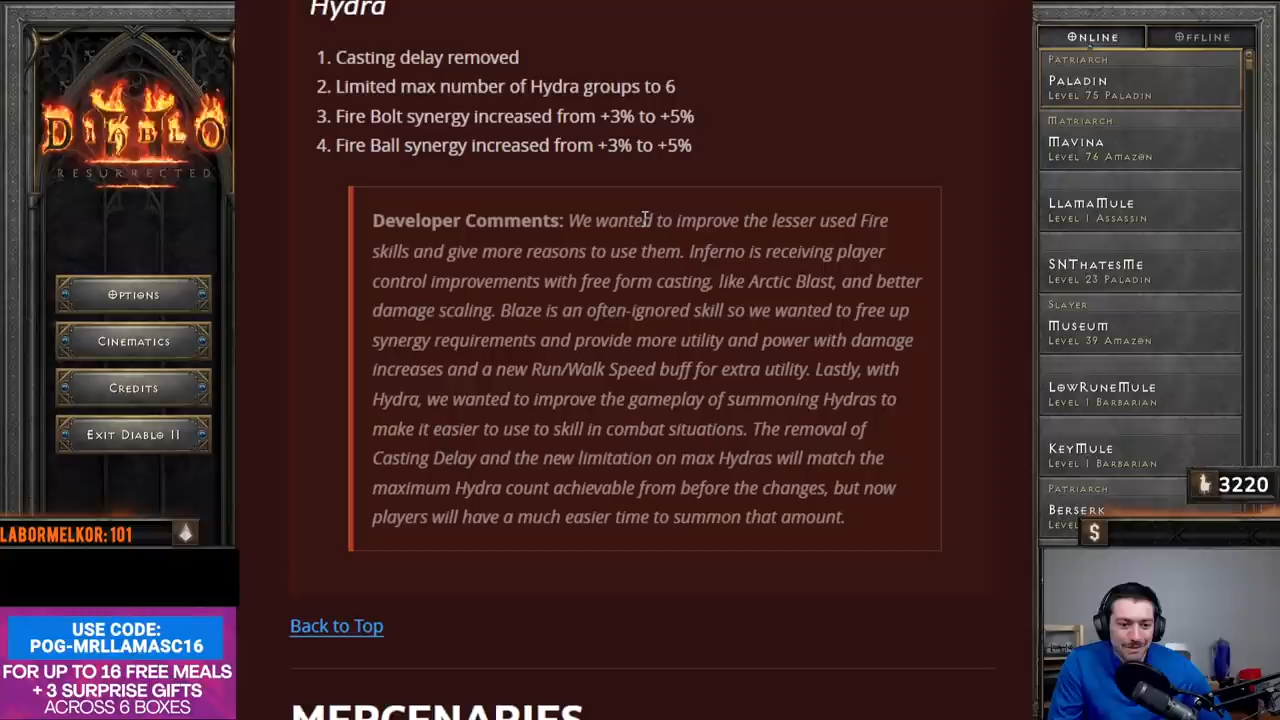 DIABLO
II
RESURRECTED
OPTIONS
CINEMATICS
CREDITS
EXIT DIABLO II
LABORMELKOR: 101
USE CODE:
POG-MRLLAMASC16
FOR UP TO 16 FREE MEALS
+ 3 SURPRISE GIFTS
ACROSS 6 BOXES
Hydra
1. Casting delay removed
2. Limited max number of Hydra groups to 6
3. Fire Bolt synergy increased from +3% to +5%
4. Fire Ball synergy increased from +3% to +5%
Developer Comments: We wanted to improve the lesser used Fire
skills and give more reasons to use them. Inferno is receiving player
control improvements with free form casting, like Arctic Blast, and better
damage scaling. Blaze is an often-ignored skill so we wanted to free up
synergy requirements and provide more utility and power with damage
increases and a new Run/Walk Speed buff for extra utility. Lastly, with
Hydra, we wanted to improve the gameplay of summoning Hydras to
make it easier to use to skill in combat situations. The removal of
Casting Delay and the new limitation on max Hydras will match the
maximum Hydra count achievable from before the changes, but now
players will have a much easier time to summon that amount.
Back to Top
MERCENARIES
ONLINE
OFFLINE
PATRIARCH
PALADIN
LEVEL 75 PALADIN
MATRIARCH
MAVINA
LEVEL 76 AMAZON
LLAMAMULE
LEVEL 1 ASSASSIN
SNTHATESME
LEVEL 23 PALADIN
SLAYER
MUSEUM
LEVEL 39 AMAZON
LOWRUNEMULE
LEVEL 1 BARBARIAN
KEYMULE
LEVEL 1 BARBARIAN
PATRIARCH
BERSERK
LEVEL
3220
$